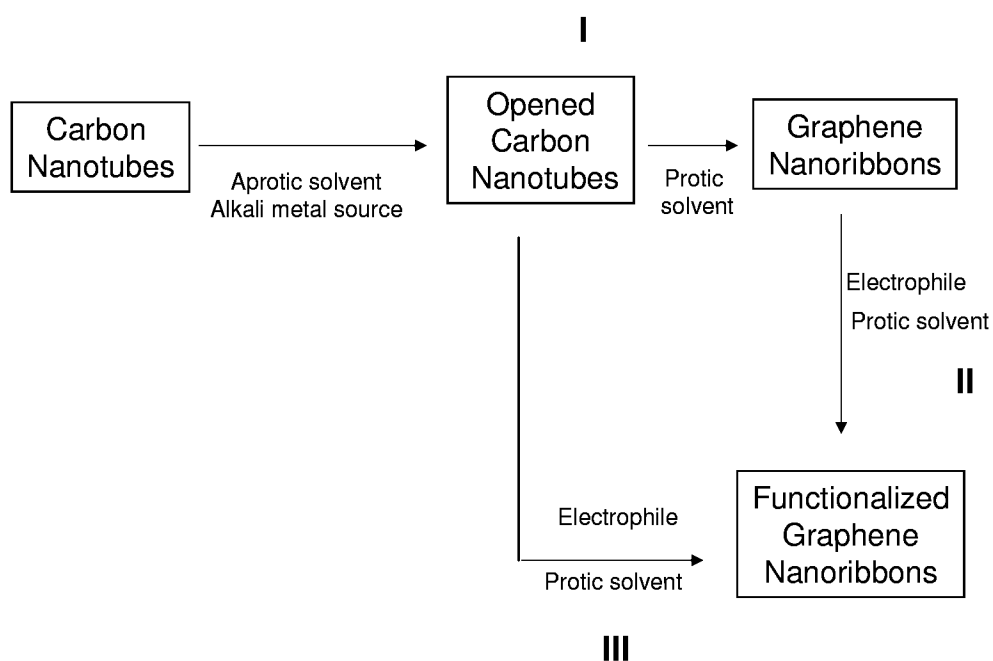 I
Carbon
Nanotubes
Aprotic solvent
Alkali metal source
Opened
Carbon
Nanotubes
Protic
solvent
Graphene
Nanoribbons
Electrophile
Protic solvent
II
Functionalized
Graphene
Nanoribbons
Electrophile
Protic solvent
III